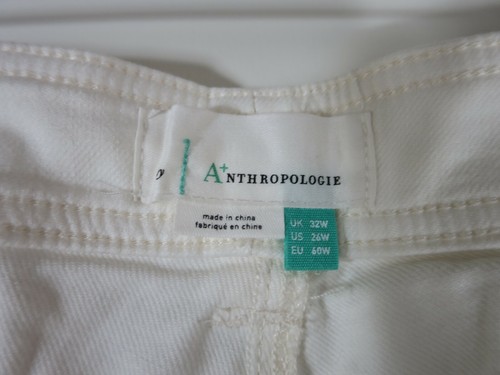 A+NTHROPOLOGIE
made in china
fabriqué en chine
UK 32W
US 26W
EU 60W